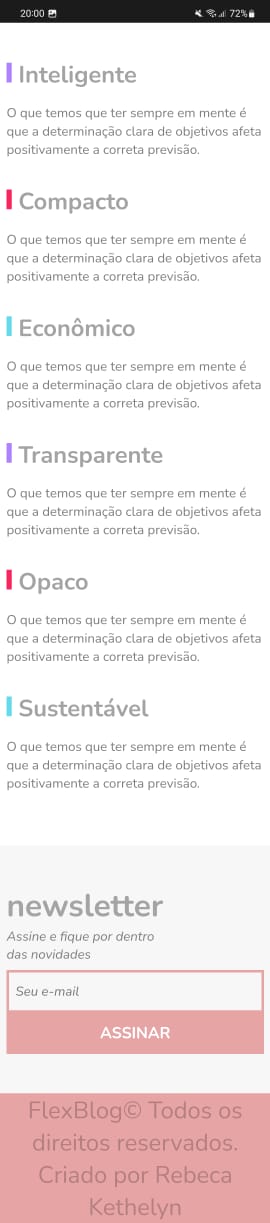 20:00
72%
Inteligente
O que temos que ter sempre em mente é
que a determinação clara de objetivos afeta
positivamente a correta previsão.
Compacto
O que temos que ter sempre em mente é
que a determinação clara de objetivos afeta
positivamente a correta previsão.
Econômico
O que temos que ter sempre em mente é
que a determinação clara de objetivos afeta
positivamente a correta previsão.
Transparente
O que temos que ter sempre em mente é
que a determinação clara de objetivos afeta
positivamente a correta previsão.
Opaco
O que temos que ter sempre em mente é
que a determinação clara de objetivos afeta
positivamente a correta previsão.
Sustentável
O que temos que ter sempre em mente é
que a determinação clara de objetivos afeta
positivamente a correta previsão.
newsletter
Assine e fique por dentro
das novidades
Seu e-mail
ASSINAR
FlexBlog© Todos os
direitos reservados.
Criado por Rebeca
Kethelyn